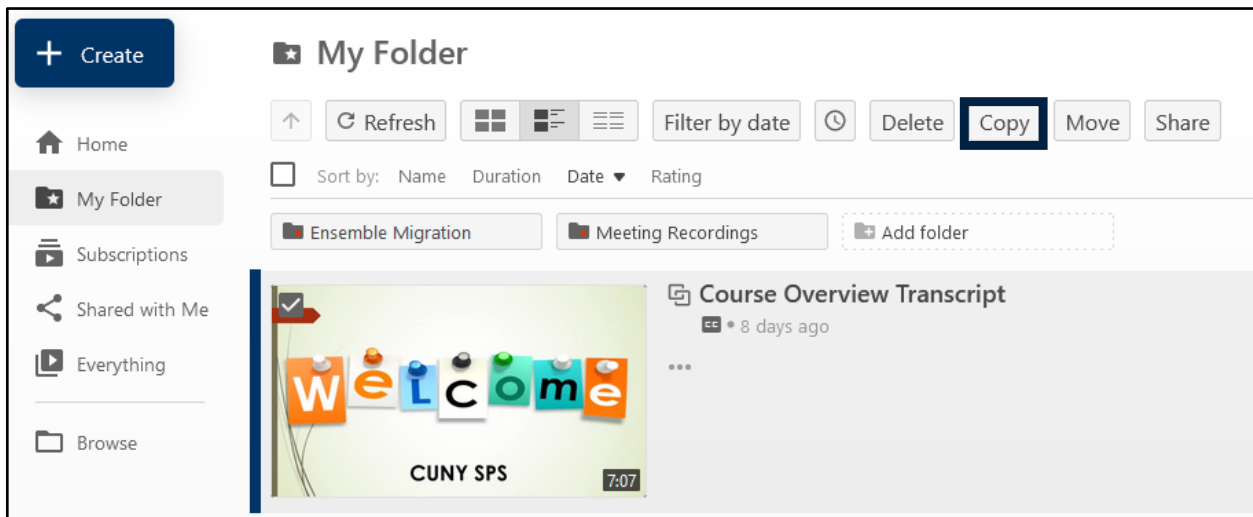 Create
My Folder
Refresh Filter by date Delete Copy Move Share
Home
Sort by: Name Duration Date Rating
My Folder
Ensemble Migration Meeting Recordings Add folder
Subscriptions
Shared with Me
Everything
Browse
Course Overview Transcript
CC • 8 days ago
WeLcome
CUNY SPS
7:07